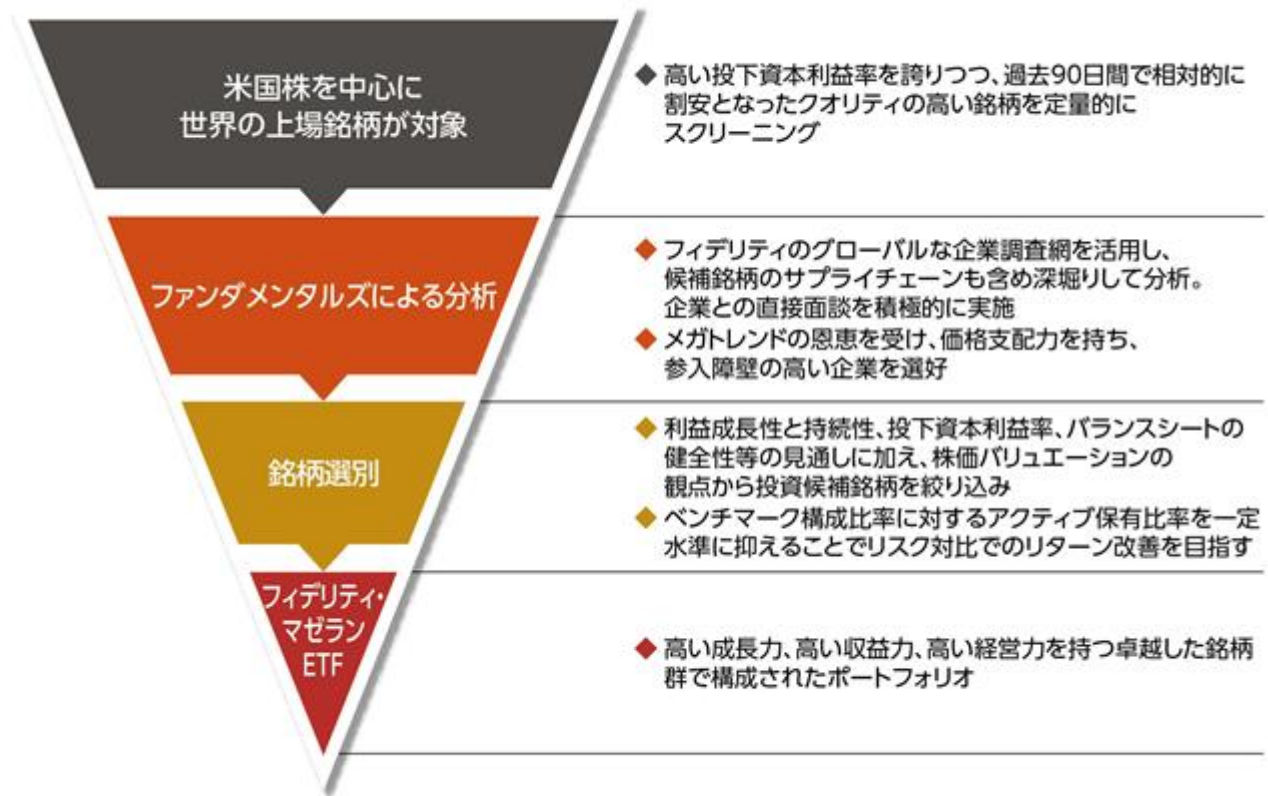 米国株を中心に
世界の上場銘柄が対象
◆ 高い投下資本利益率を誇りつつ、過去90日間で相対的に
割安となったクオリティの高い銘柄を定量的に
スクリーニング
ファンダメンタルズによる分析
◆ フィデリティのグローバルな企業調査網を活用し、
候補銘柄のサプライチェーンも含め深堀りして分析。
企業との直接面談を積極的に実施
◆ メガトレンドの恩恵を受け、価格支配力を持ち、
参入障壁の高い企業を選好
銘柄選別
◆ 利益成長性と持続性、投下資本利益率、バランスシートの
健全性等の見通しに加え、株価バリュエーションの
観点から投資候補銘柄を絞り込み
◆ ベンチマーク構成比率に対するアクティブ保有比率を一定
水準に抑えることでリスク対比でのリターン改善を目指す
フィデリティ・
マゼラン
ETF
◆ 高い成長力、高い収益力、高い経営力を持つ卓越した銘柄
群で構成されたポートフォリオ